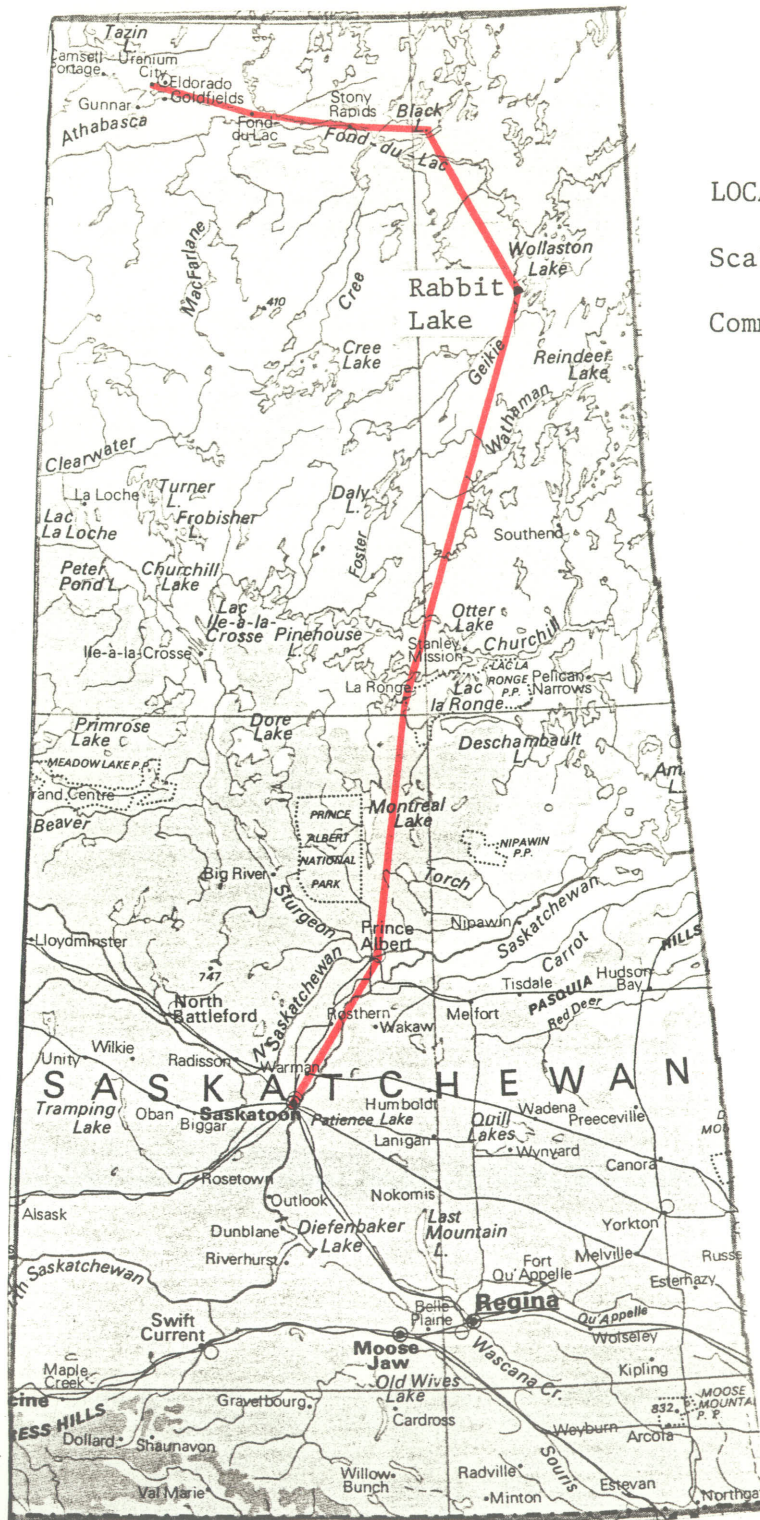 Tazin
L.
Uranium
City
Eldorado
Goldfields
Gunnar
Athabasca
Fond-
du-Lac
Stony
Rapids
Black
L.
Fond-du-Lac
LOCA
Sca
Comm
Wollaston
Lake
Rabbit
Lake
MacFarlane
410
Cree
Cree
Lake
Geikie
Reindeer
Lake
Wathaman
Clearwater
La Loche
Turner
L.
Frobisher
L.
Lac
La Loche
Daly
L.
Foster
Southend
Peter
Pond L.
Churchill
Lake
Lac
Ile-à-la-
Crosse
Pinehouse
L.
Ile-à-la-Crosse
Otter
Lake
Churchill
Stanley
Mission
LAC LA
RONGE
P.P.
Pelican
Narrows
La Ronge
Lac
la Ronge
Primrose
Lake
Dore
Lake
Deschambault
L.
MEADOW LAKE P.P.
rand Centre
Beaver
PRINCE
ALBERT
NATIONAL
PARK
Montreal
Lake
Am
L.
NIPAWIN
P.P.
Big River
Sturgeon
Torch
Nipawin
Saskatchewan
Prince
Albert
Carrot
Lloydminster
747
North
Battleford
N. Saskatchewan
Tisdale
Hudson
Bay
HILLS
PASQUIA
Red Deer
Rosthern
Wakaw
Melfort
Unity
Wilkie
Radisson
Warman
SASKATCHEWAN
Tramping
Lake
Oban
Biggar
Saskatoon
Patience Lake
Humboldt
Lanigan
Quill
Lakes
Wadena
Preeceville
Wynyard
Canora
Rosetown
Outlook
Nokomis
Alsask
Dunblane
Diefenbaker
Lake
Last
Mountain
L.
Yorkton
Riverhurst
Melville
Russe
th Saskatchewan
Fort
Qu'Appelle
Esterhazy
Swift
Current
Belle
Plaine
Regina
Qu'Appelle
Moose
Jaw
Wolseley
Wascana Cr.
Maple
Creek
Old Wives
Lake
Kipling
cine
Gravelbourg
Cardross
832
MOOSE
MOUNTA
P. P.
RESS HILLS
Dollard
Shaunavon
Weyburn
Arcola
Souris
Willow
Bunch
Radville
Estevan
Val Marie
Minton
Northgat